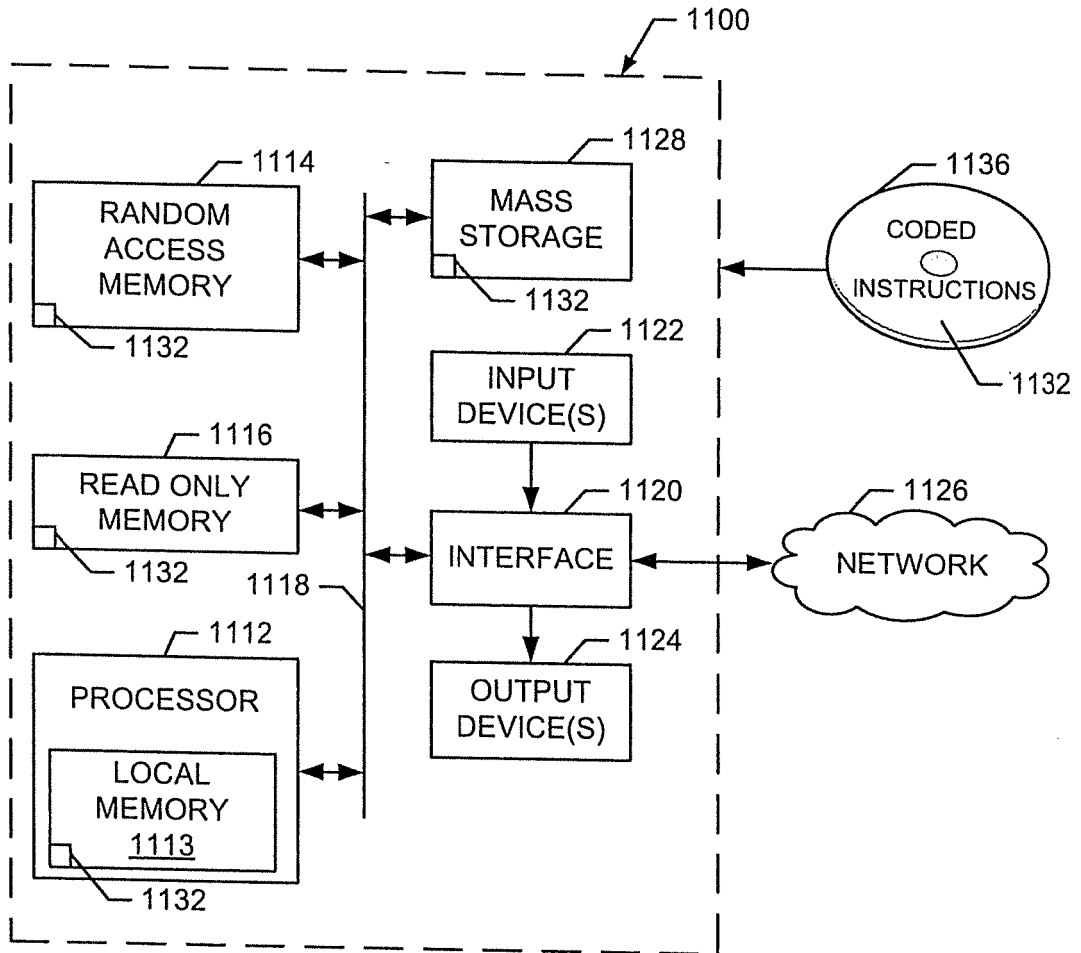 1100
1114
RANDOM
ACCESS
MEMORY
1132
1128
MASS
STORAGE
1132
1136
CODED
INSTRUCTIONS
1132
1122
INPUT
DEVICE(S)
1116
READ ONLY
MEMORY
1132
1120
INTERFACE
1126
NETWORK
1118
1112
PROCESSOR
LOCAL
MEMORY
1113
1132
1124
OUTPUT
DEVICE(S)